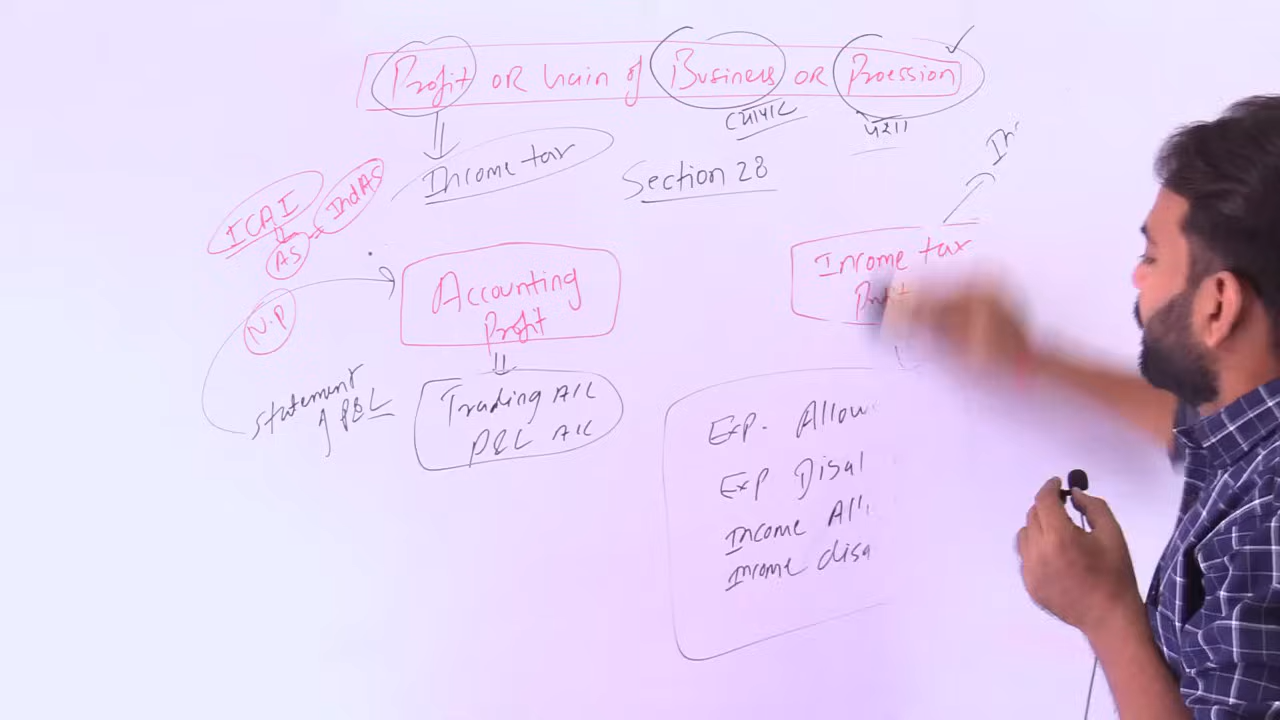 Profit OR Gain of Business OR Proession
Income tax
Section 28
ICAI
AS
Ind AS
Accounting
Profit
Income tax
N.P
statement
of P&L
Trading A/C
P&L A/C
Exp. Allow
Exp Disal
Income All
Income disa